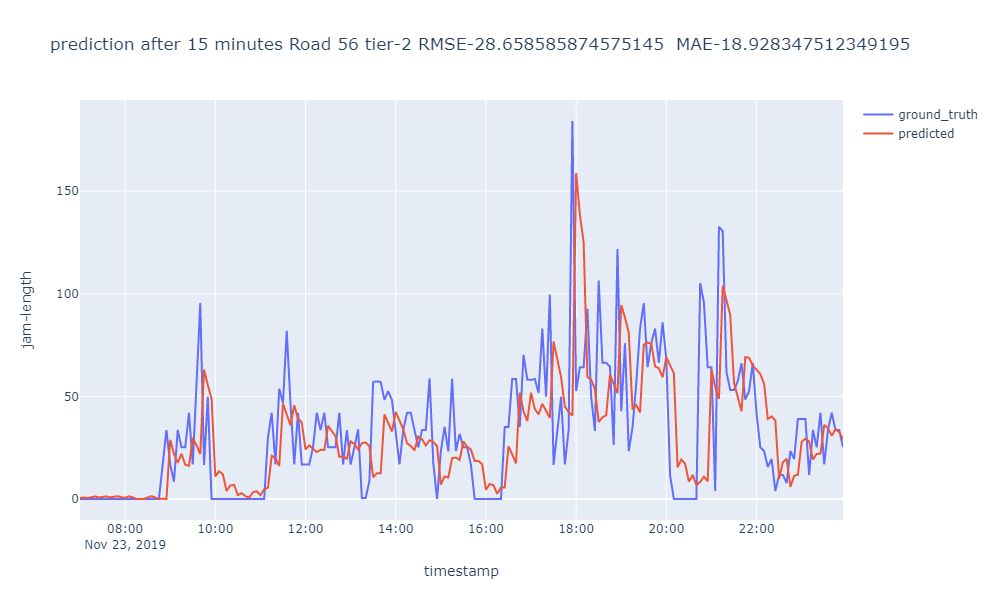 prediction after 15 minutes Road 56 tier-2 RMSE-28.658585874575145  MAE-18.928347512349195
ground_truth
predicted
jam-length
150
100
50
0
08:00 10:00 12:00 14:00 16:00 18:00 20:00 22:00
Nov 23, 2019
timestamp